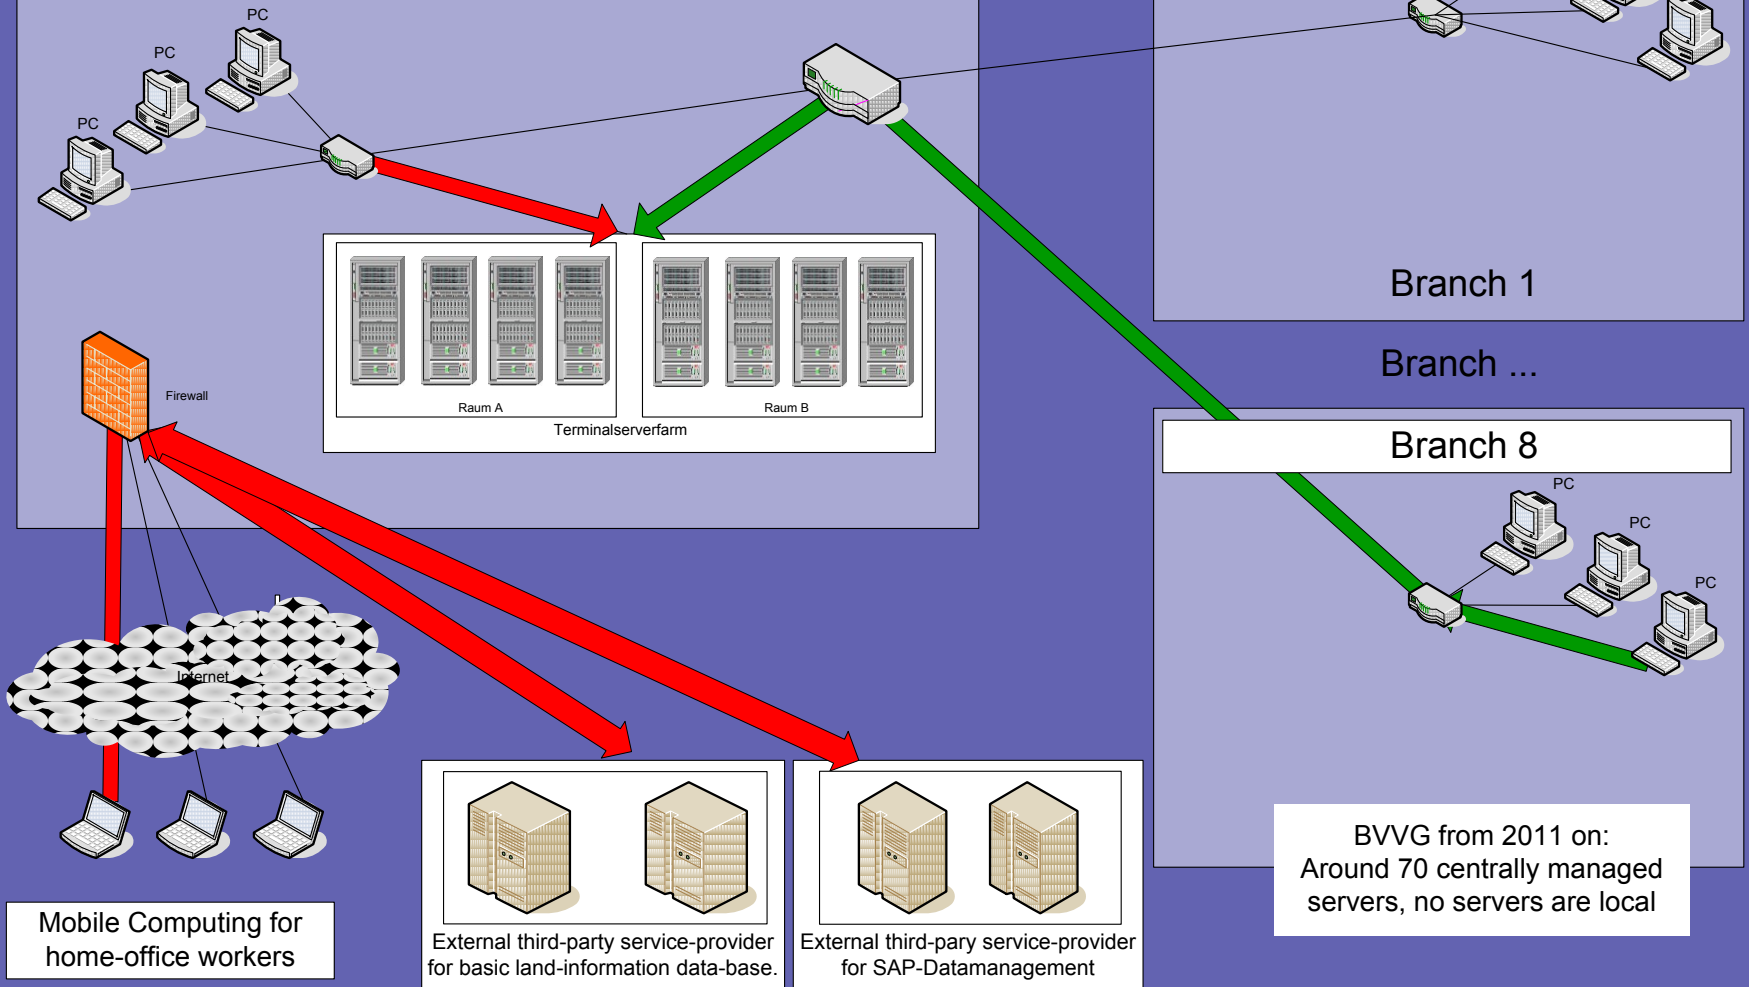 PC
PC
PC
Raum A
Raum B
Terminalserverfarm
Firewall
Internet
Branch 1
Branch ...
Branch 8
PC
PC
PC
BVVG from 2011 on:
Around 70 centrally managed
servers, no servers are local
Mobile Computing for
home-office workers
External third-party service-provider
for basic land-information data-base.
External third-pary service-provider
for SAP-Datamanagement